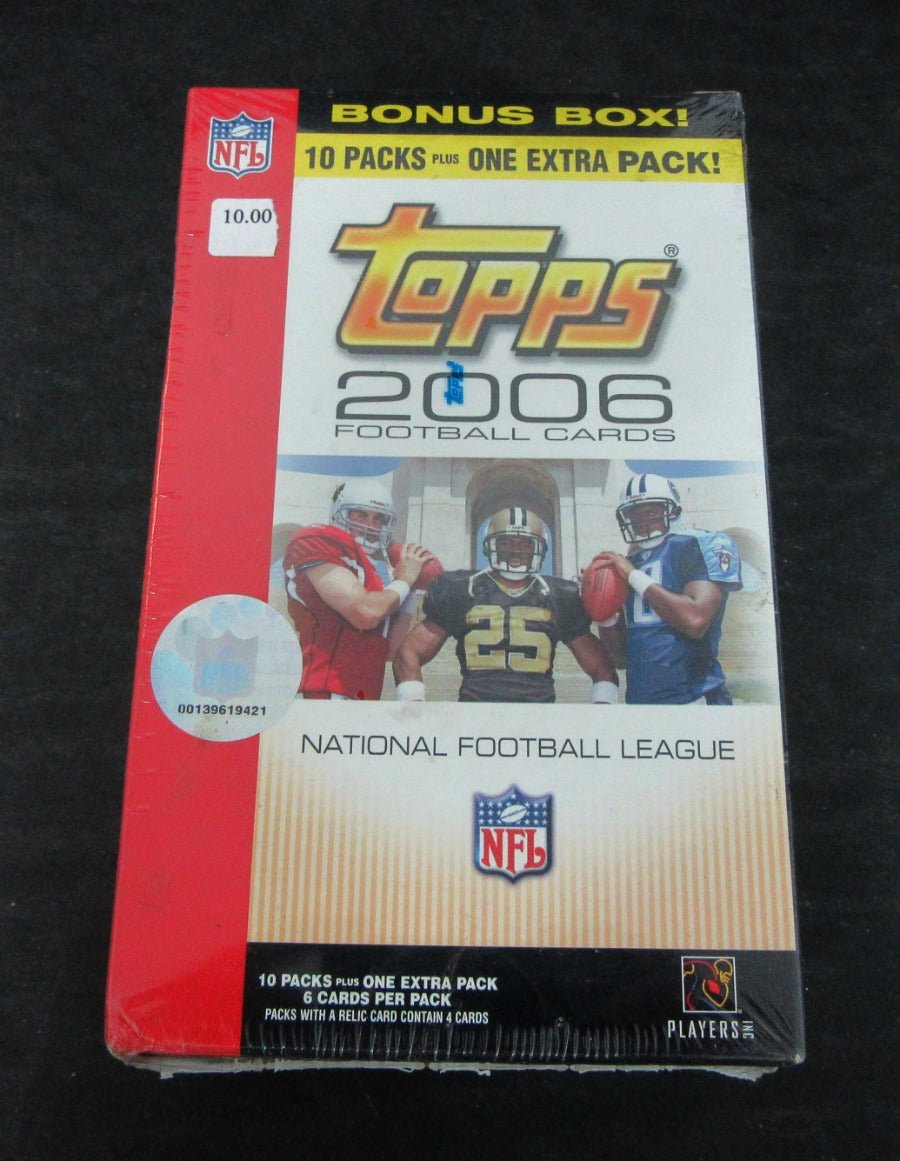 BONUS BOX!
NFL
10 PACKS PLUS ONE EXTRA PACK!
10.00
Topps®
2006
FOOTBALL CARDS
25
8
00139619421
NATIONAL FOOTBALL LEAGUE
NFL
10 PACKS PLUS ONE EXTRA PACK
6 CARDS PER PACK
PACKS WITH A RELIC CARD CONTAIN 4 CARDS
PLAYERS INC